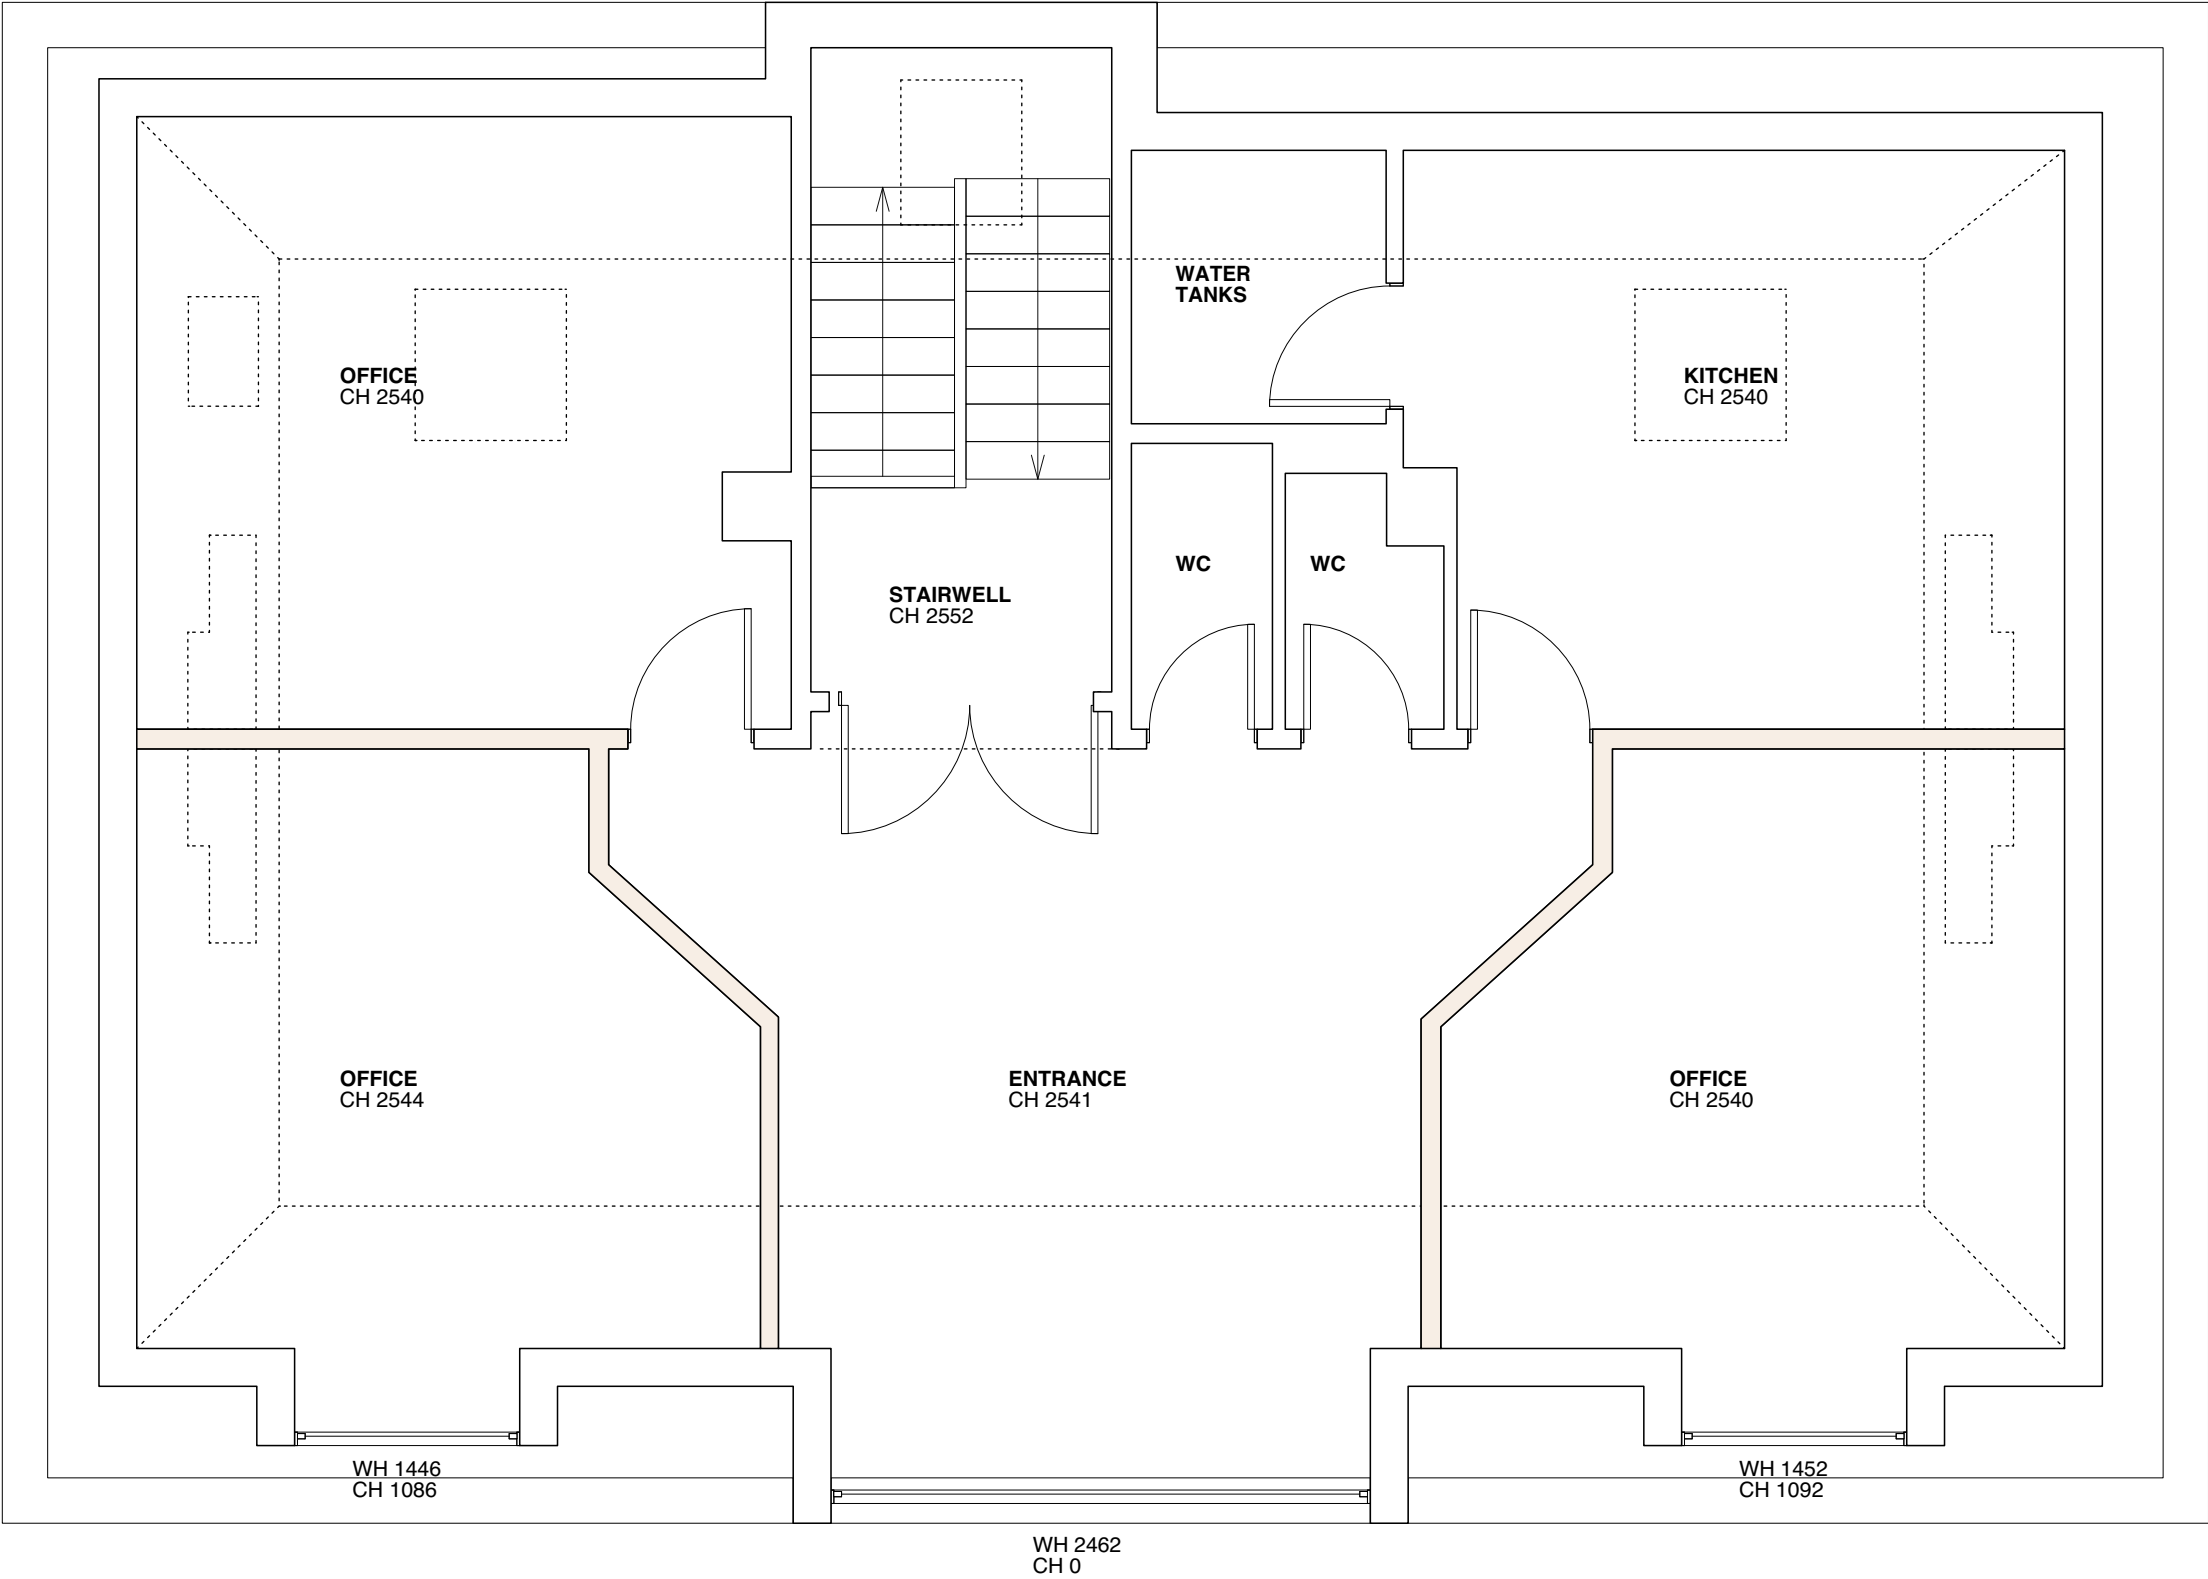 WATER
TANKS
OFFICE
CH 2540
KITCHEN
CH 2540
WC
WC
STAIRWELL
CH 2552
OFFICE
CH 2544
ENTRANCE
CH 2541
OFFICE
CH 2540
WH 1446
CH 1086
WH 1452
CH 1092
WH 2462
CH 0